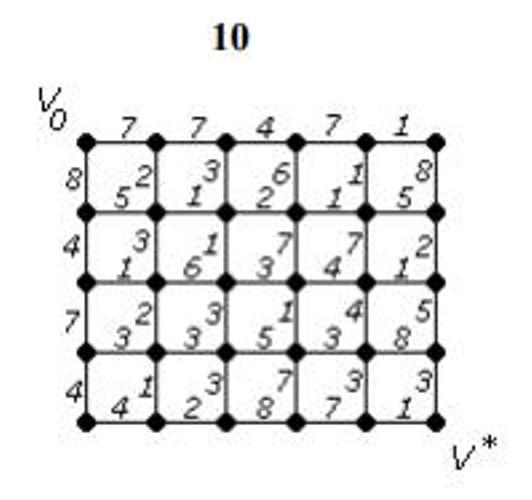 10
V0
7 7 4 7 1
8 2 3 6 1 8
5 1 2 1 5
4 3 1 7 7 2
1 6 3 4 1
7 2 3 1 4 5
3 3 5 3 8
4 1 3 7 3 3
4 2 8 7 1
V*